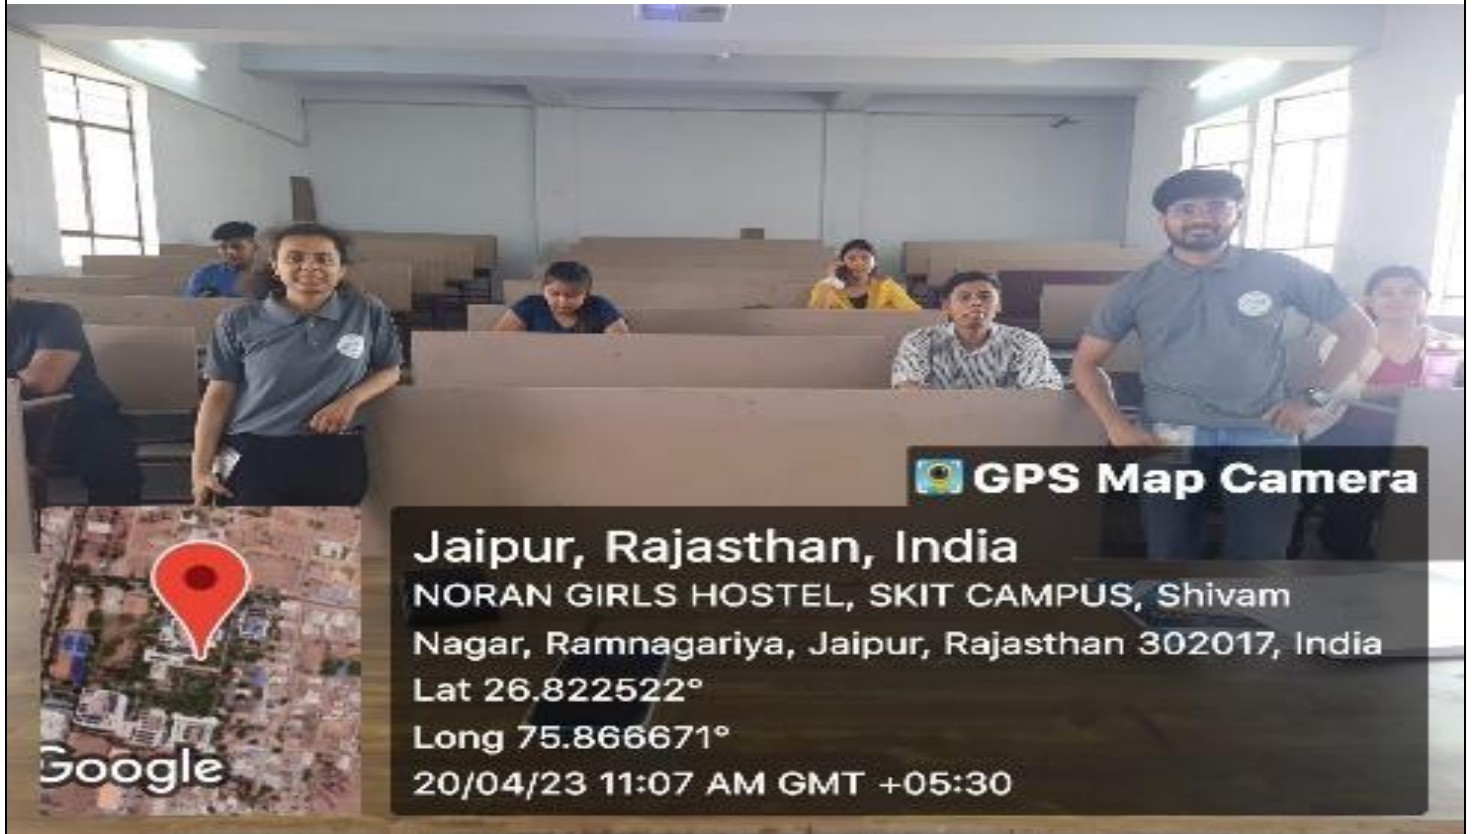 GPS Map Camera
Jaipur, Rajasthan, India
NORAN GIRLS HOSTEL, SKIT CAMPUS, Shivam
Nagar, Ramnagariya, Jaipur, Rajasthan 302017, India
Lat 26.822522°
Long 75.866671°
20/04/23 11:07 AM GMT +05:30
Google